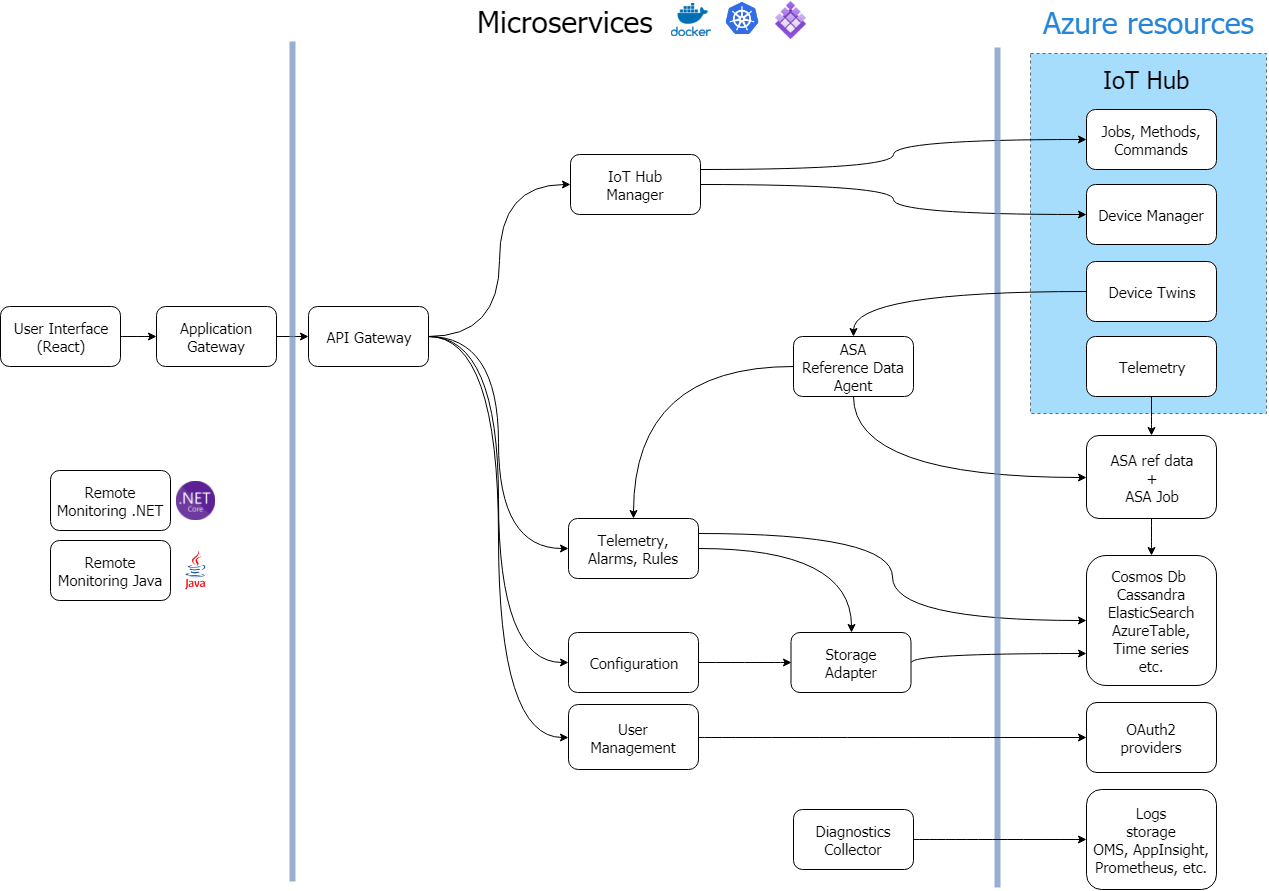 Microservices
docker
Azure resources
IoT Hub
Jobs, Methods,
Commands
IoT Hub
Manager
Device Manager
Device Twins
User Interface
(React)
Application
Gateway
API Gateway
ASA
Reference Data
Agent
Telemetry
ASA ref data
+
ASA Job
Remote
Monitoring .NET
.NET
Core
Remote
Monitoring Java
Java
Telemetry,
Alarms, Rules
Cosmos Db
Cassandra
ElasticSearch
AzureTable,
Time series
etc.
Configuration
Storage
Adapter
User
Management
OAuth2
providers
Diagnostics
Collector
Logs
storage
OMS, AppInsight,
Prometheus, etc.